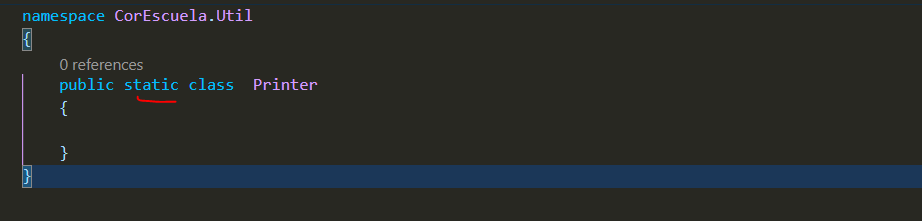 namespace CorEscuela.Util
{
0 references
public static class  Printer
{
}
}